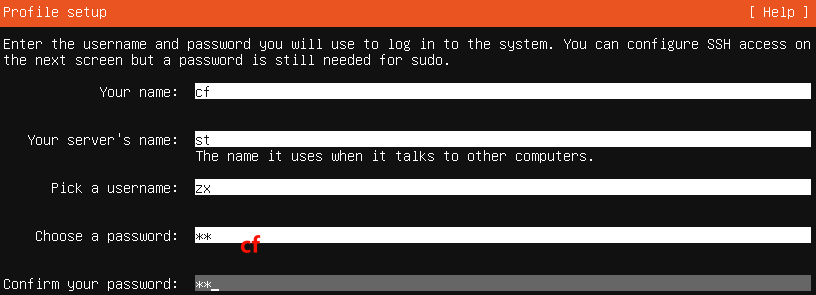 Profile setup [ Help ]
Enter the username and password you will use to log in to the system. You can configure SSH access on
the next screen but a password is still needed for sudo.
Your name: cf
Your server's name: st
The name it uses when it talks to other computers.
Pick a username: zx
Choose a password: **
cf
Confirm your password: **_